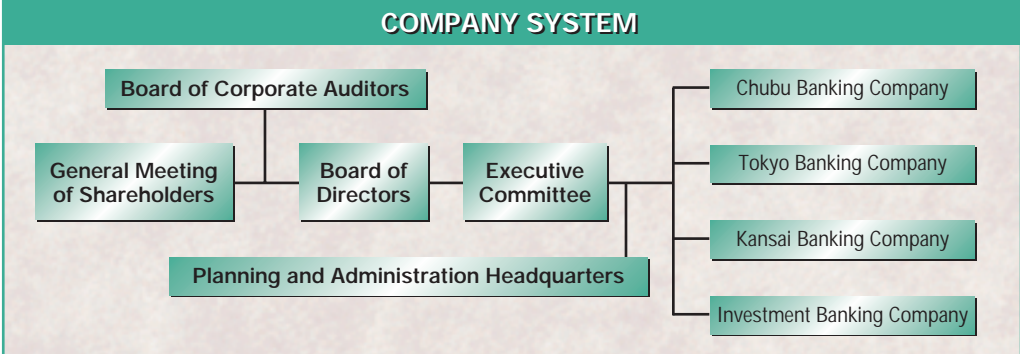 COMPANY SYSTEM
Board of Corporate Auditors
General Meeting
of Shareholders
Board of
Directors
Executive
Committee
Planning and Administration Headquarters
Chubu Banking Company
Tokyo Banking Company
Kansai Banking Company
Investment Banking Company